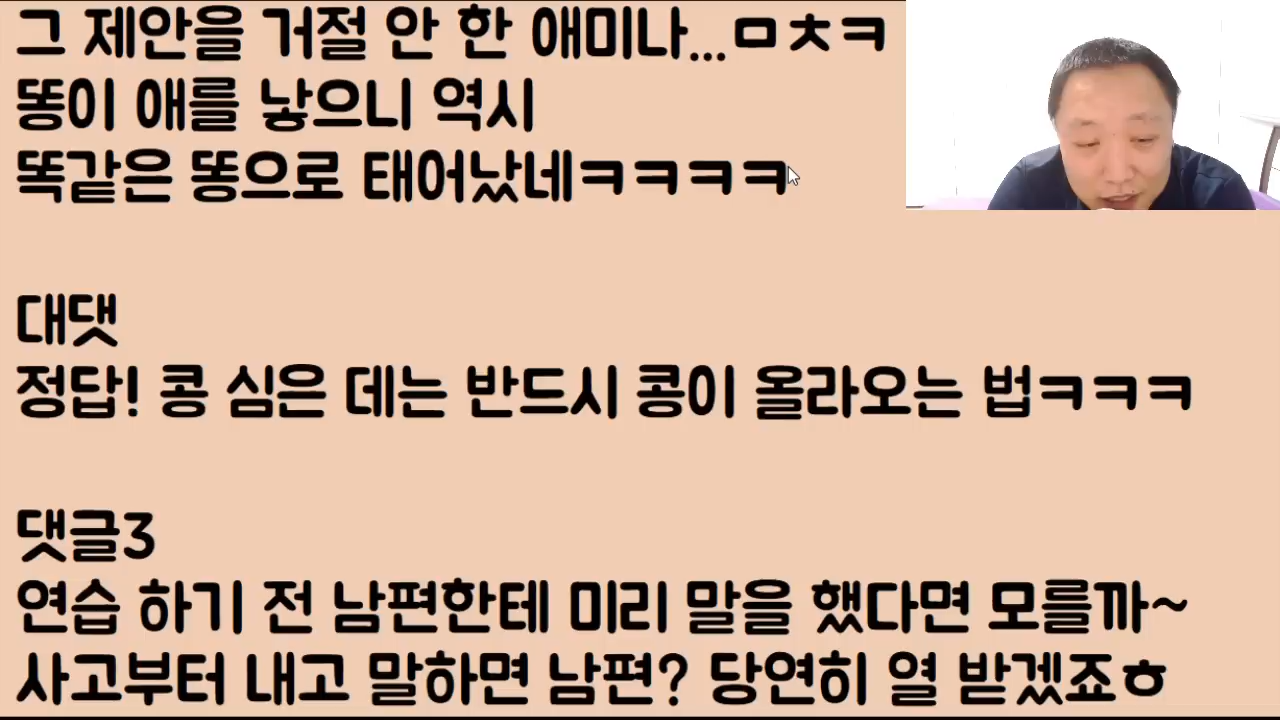 그 제안을 거절 안 한 애미나...ㅁㅊㅋ
똥이 애를 낳으니 역시
똑같은 똥으로 태어났네ㅋㅋㅋㅋ
대댓
정답! 콩 심은 데는 반드시 콩이 올라오는 법ㅋㅋㅋ
댓글3
연습 하기 전 남편한테 미리 말을 했다면 모를까~
사고부터 내고 말하면 남편? 당연히 열 받겠죠ㅎ